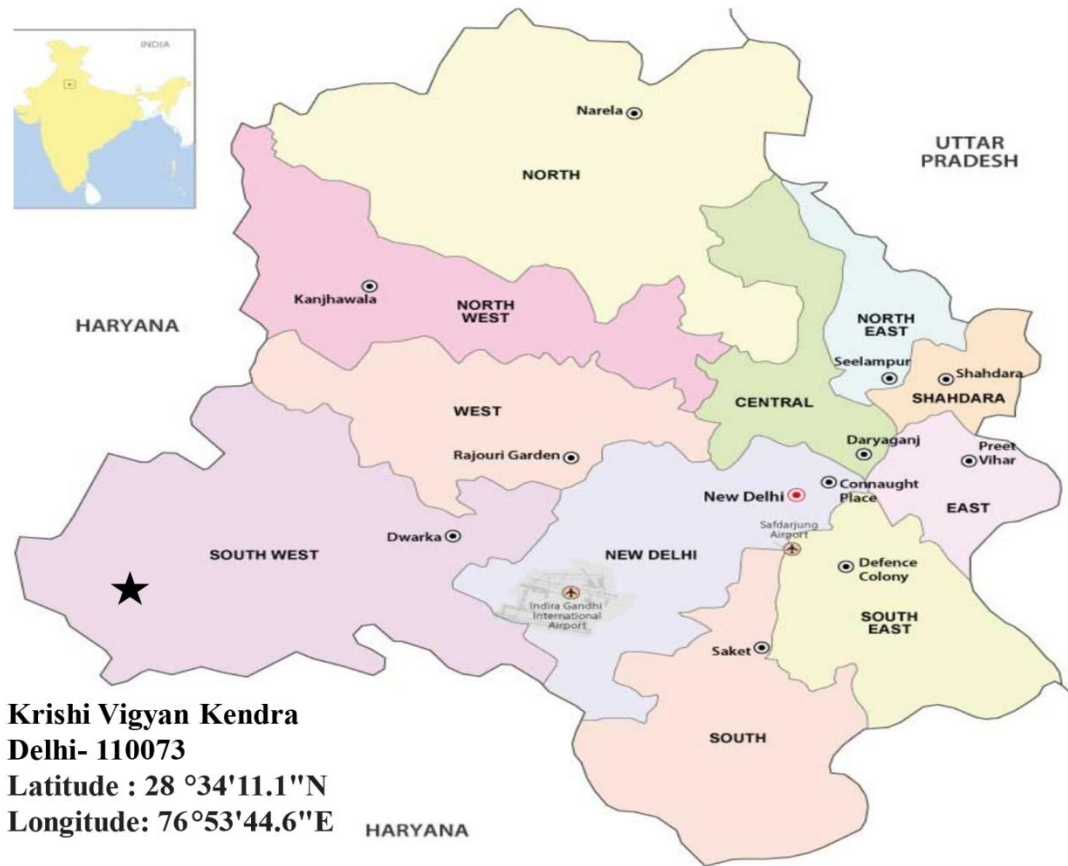 INDIA
Narela
UTTAR
PRADESH
NORTH
Kanjhawala
NORTH
WEST
HARYANA
NORTH
EAST
Seelampur
Shahdara
SHAHDARA
CENTRAL
WEST
Daryaganj
Preet
Vihar
Rajouri Garden
Connaught
Place
New Delhi
EAST
Safdarjung
Airport
Dwarka
SOUTH WEST
NEW DELHI
Defence
Colony
Indira Gandhi
International
Airport
SOUTH
EAST
Saket
SOUTH
Krishi Vigyan Kendra
Delhi- 110073
Latitude : 28 °34'11.1"N
Longitude: 76°53'44.6"E
HARYANA